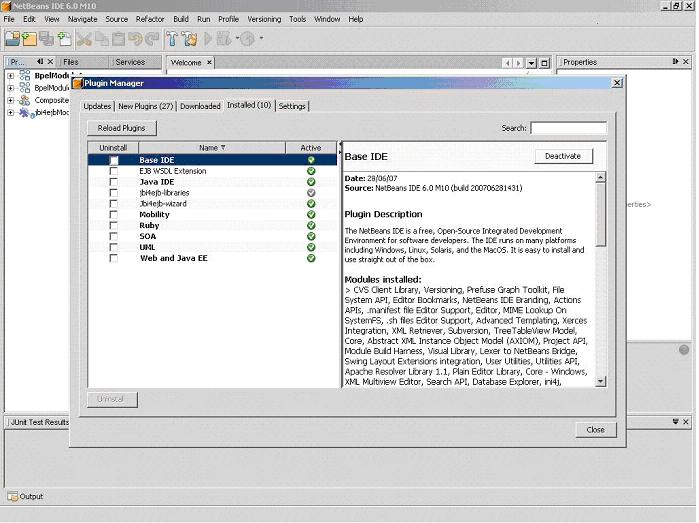 NetBeans IDE 6.0 M10
File Edit View Navigate Source Refactor Build Run Profile Versioning Tools Window Help
Pr... Files Services Welcome Properties
BpelModu
BpelModu
Composite
jbi4ejbMoc
Plugin Manager
Updates New Plugins (27) Downloaded Installed (10) Settings
Reload Plugins Search:
Uninstall Name Active
Base IDE
EJB WSDL Extension
Java IDE
jbi4ejb-libraries
Jbi4ejb-wizard
Mobility
Ruby
SOA
UML
Web and Java EE
Base IDE Deactivate
Date: 28/06/07
Source: NetBeans IDE 6.0 M10 (build 200706281431)
Plugin Description
The NetBeans IDE is a free, Open-Source Integrated Development
Environment for software developers. The IDE runs on many platforms
including Windows, Linux, Solaris, and the MacOS. It is easy to install and
use straight out of the box.
Modules installed:
> CVS Client Library, Versioning, Prefuse Graph Toolkit, File
System API, Editor Bookmarks, NetBeans IDE Branding, Actions
APIs, .manifest file Editor Support, Editor, MIME Lookup On
SystemFS, .sh files Editor Support, Advanced Templating, Xerces
Integration, XML Retriever, Subversion, TreeTableView Model,
Core, Abstract XML Instance Object Model (AXIOM), Project API,
Module Build Harness, Visual Library, Lexer to NetBeans Bridge,
Swing Layout Extensions integration, User Utilities, Utilities API,
Apache Resolver Library 1.1, Plain Editor Library, Core - Windows,
XML Multiview Editor, Search API, Database Explorer, ini4j,
perties>
Uninstall
Close
JUnit Test Results
Output